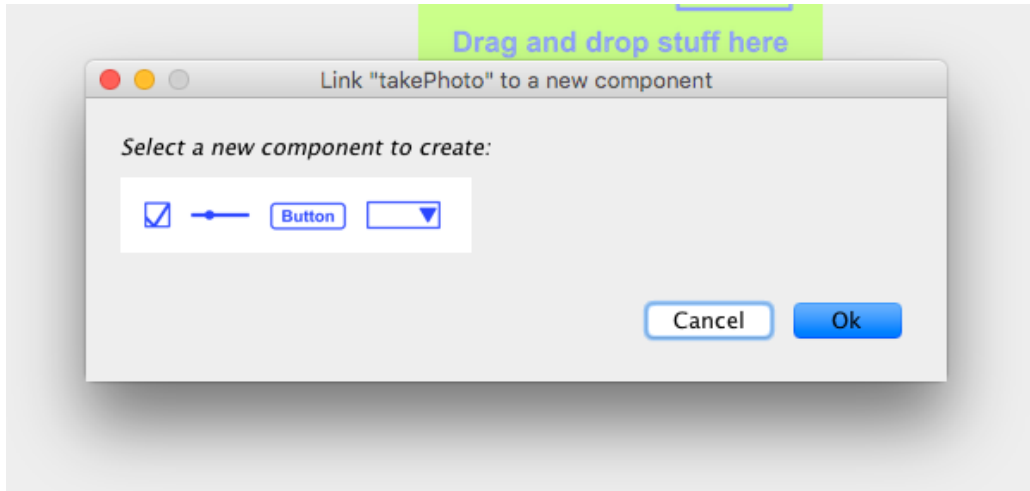 Drag and drop stuff here
Link "takePhoto" to a new component
Select a new component to create:
Button
Cancel Ok